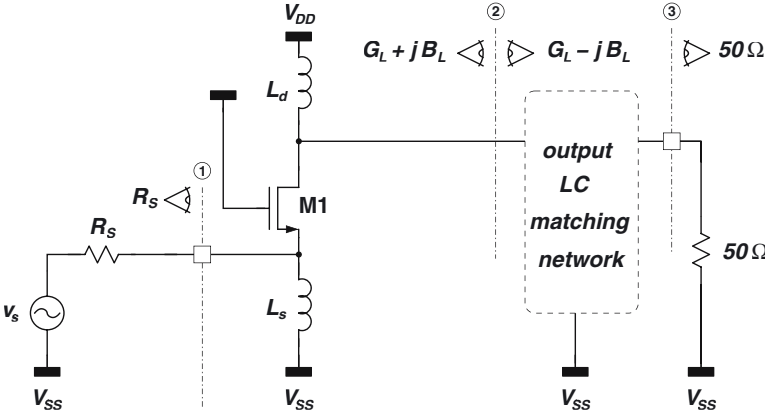 V_DD
②
③
G_L + j B_L
G_L − j B_L
50 Ω
L_d
①
output
LC
matching
network
R_S
M1
R_S
50 Ω
v_s
L_s
V_SS
V_SS
V_SS
V_SS